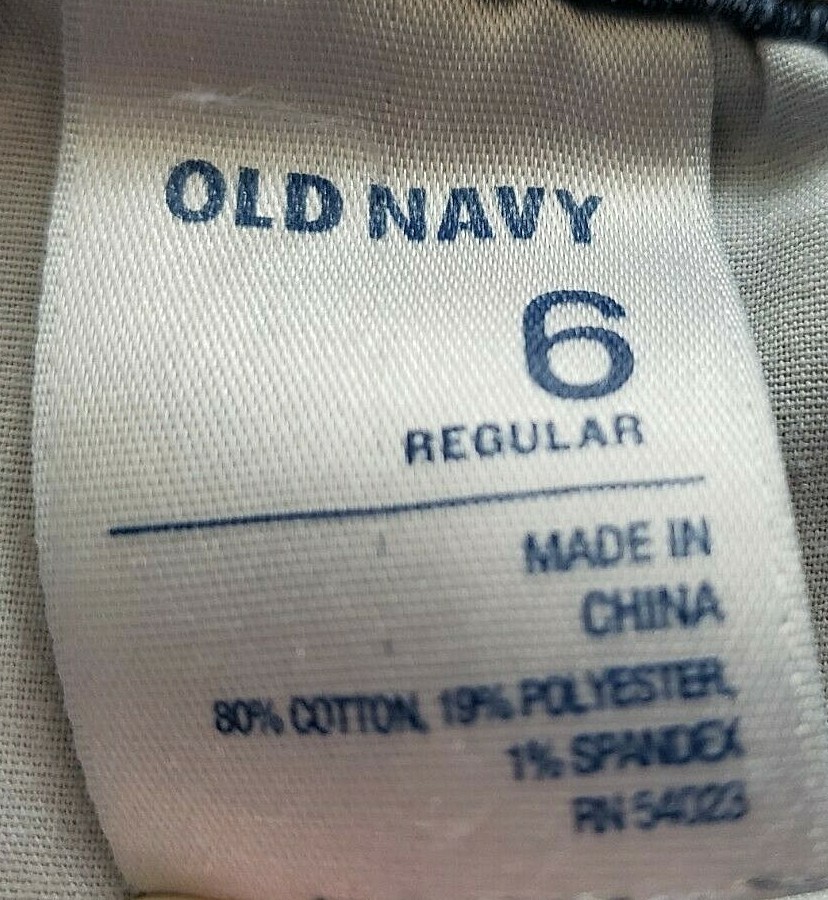 OLD NAVY
6
REGULAR
MADE IN
CHINA
80% COTTON, 19% POLYESTER,
1% SPANDEX
RN 54023